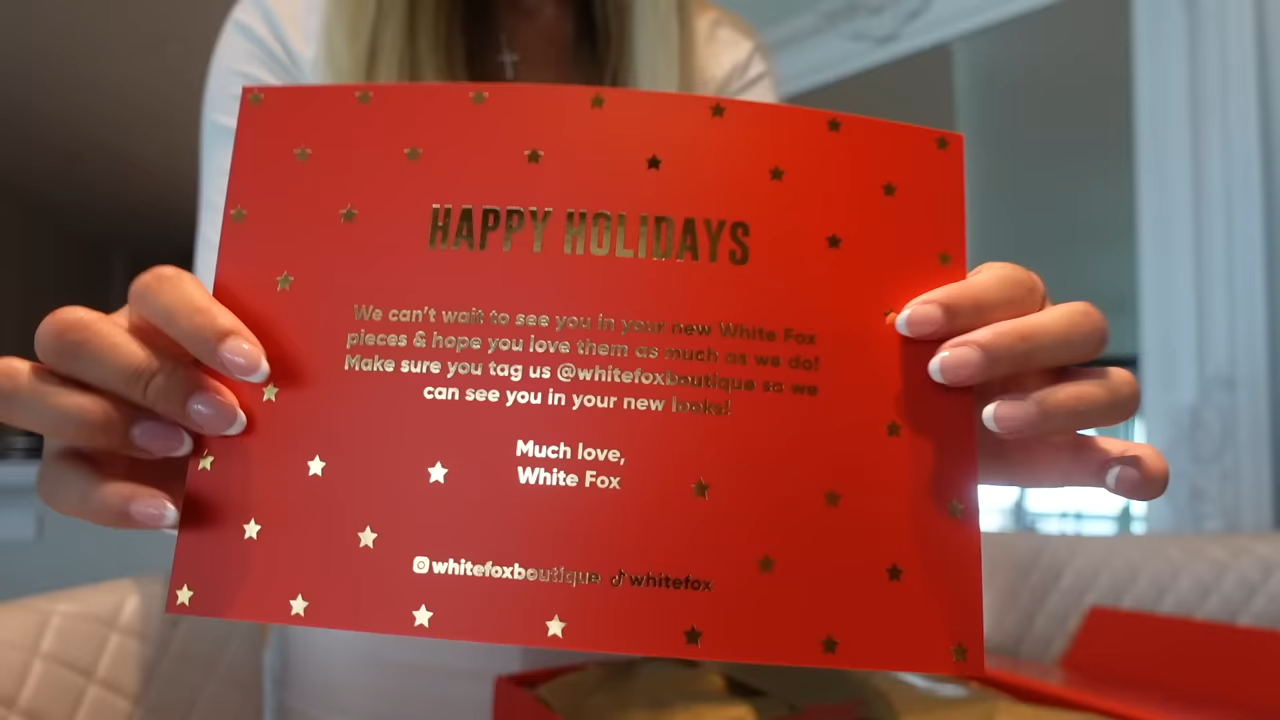 HAPPY HOLIDAYS
We can't wait to see you in your new White Fox
pieces & hope you love them as much as we do!
Make sure you tag us @whitefoxboutique so we
can see you in your new looks!
Much love,
White Fox
@whitefoxboutique whitefox